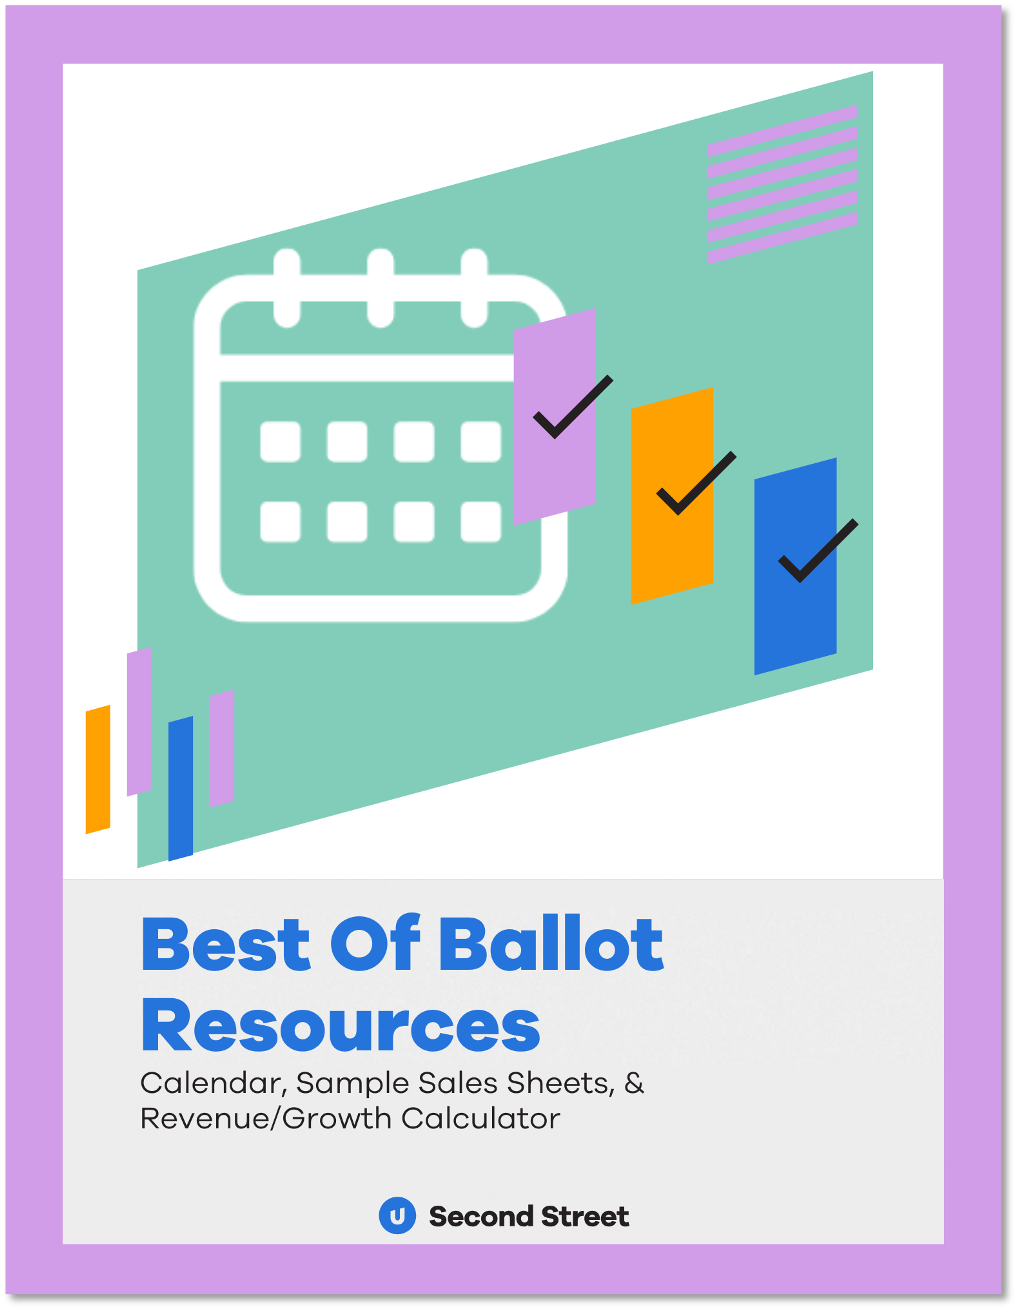 Best Of Ballot
Resources
Calendar, Sample Sales Sheets, &
Revenue/Growth Calculator
Second Street